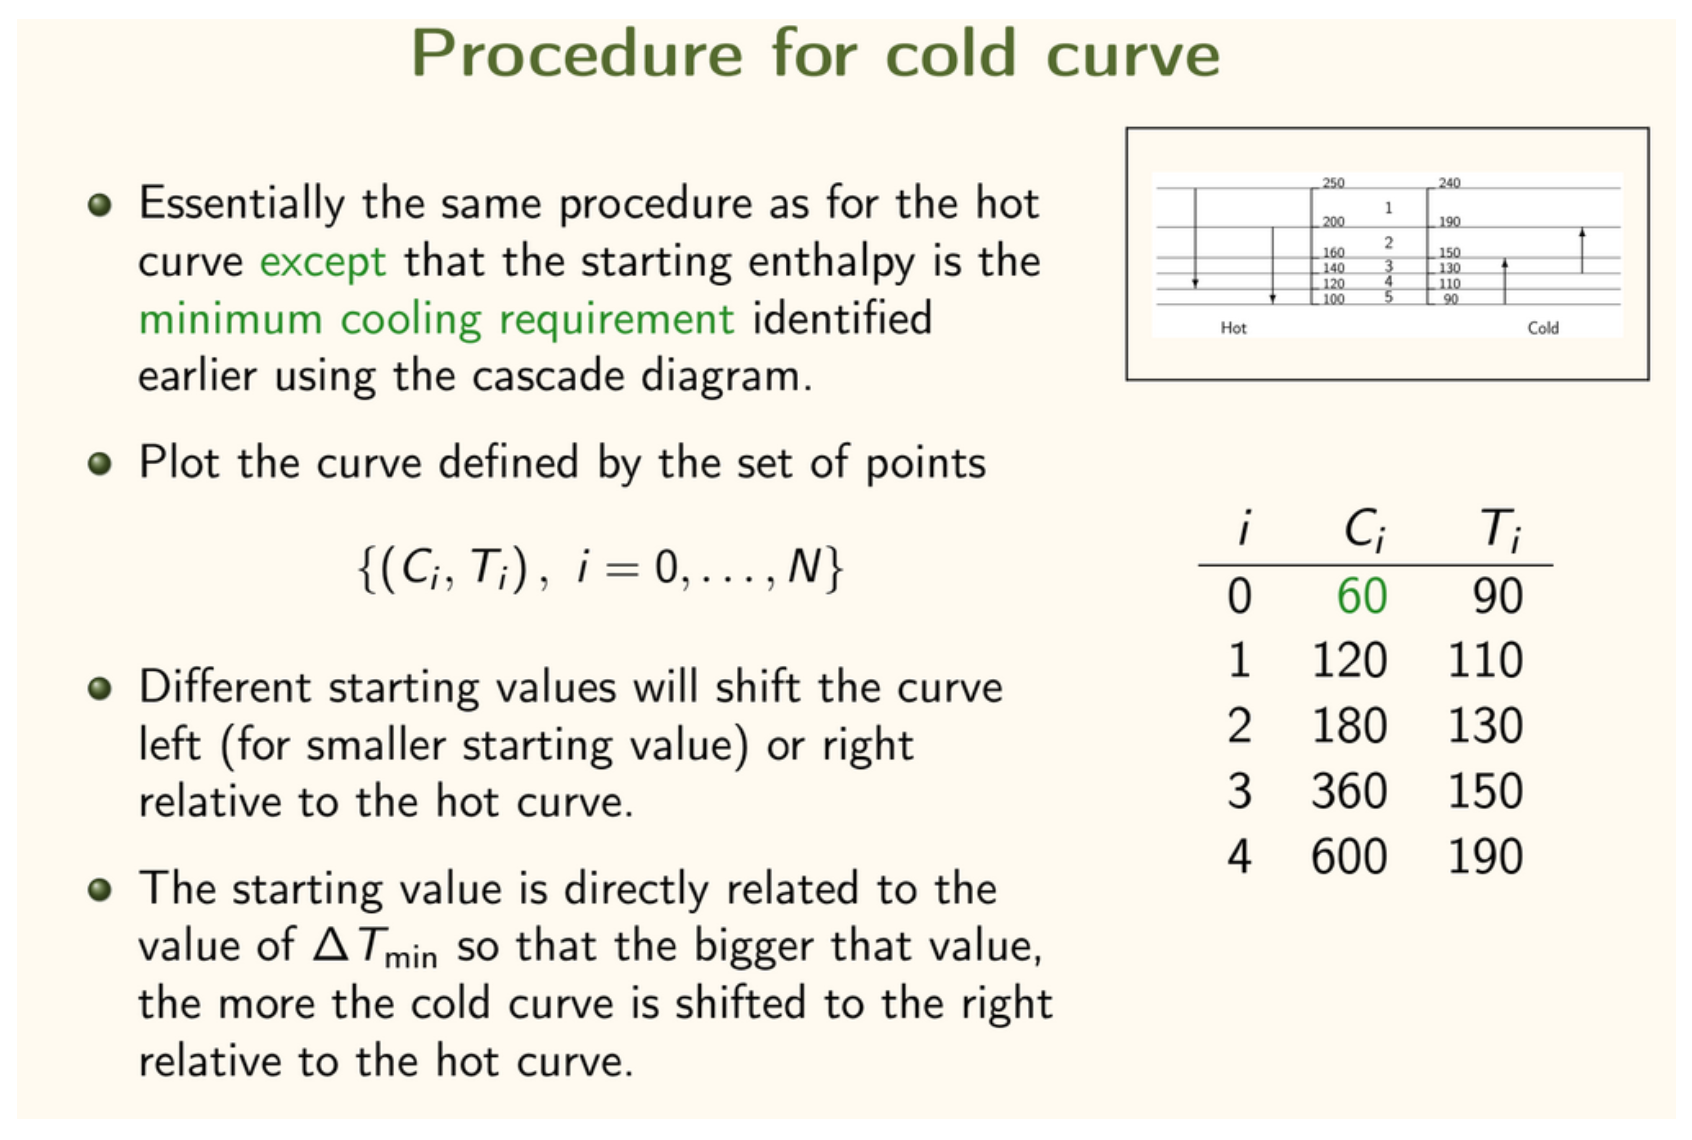 Procedure for cold curve
Essentially the same procedure as for the hot
curve except that the starting enthalpy is the
minimum cooling requirement identified
earlier using the cascade diagram.
Plot the curve defined by the set of points
{(C_i, T_i), i = 0, . . . , N}
Different starting values will shift the curve
left (for smaller starting value) or right
relative to the hot curve.
The starting value is directly related to the
value of ΔT_min so that the bigger that value,
the more the cold curve is shifted to the right
relative to the hot curve.
250 240
1
200 190
2
160 150
140 3 130
120 4 110
100 5 90
Hot Cold
i C_i T_i
0 60 90
1 120 110
2 180 130
3 360 150
4 600 190